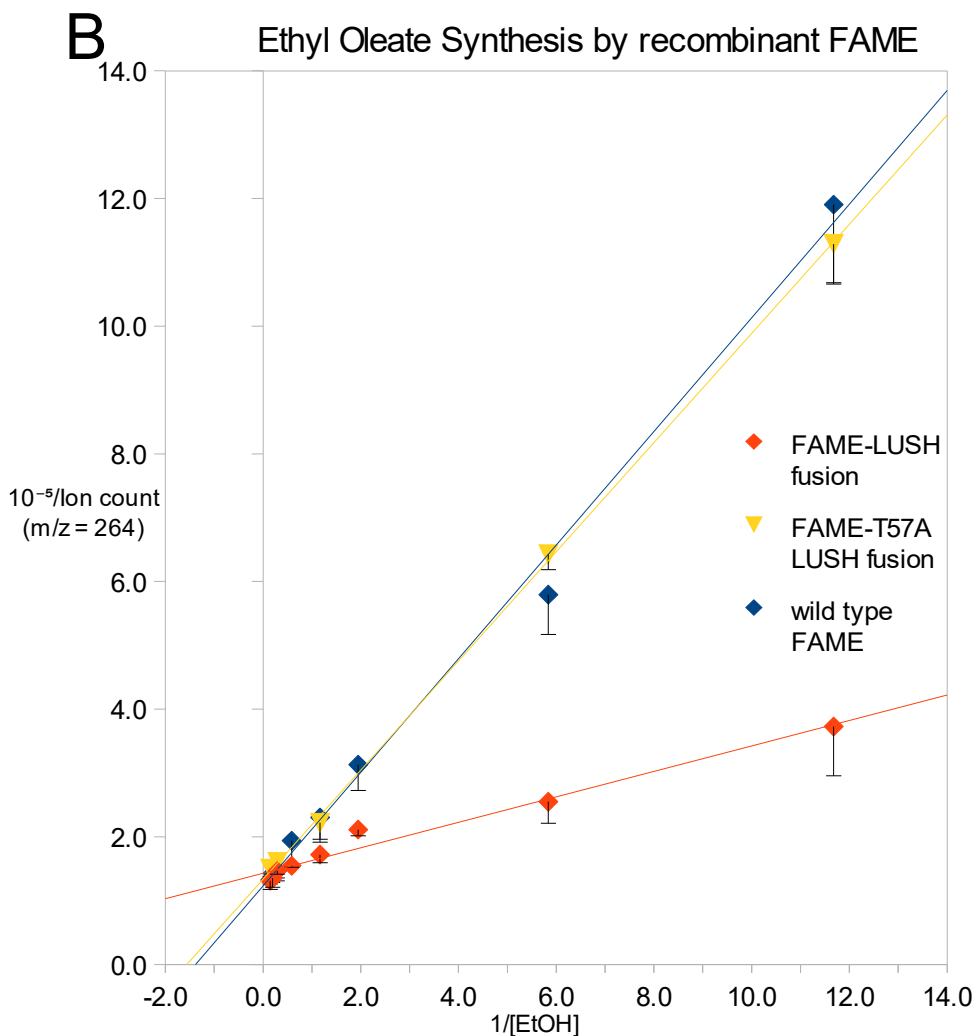 B
Ethyl Oleate Synthesis by recombinant FAME
14.0
12.0
10.0
8.0
6.0
4.0
2.0
0.0
10⁻⁵/Ion count
(m/z = 264)
FAME-LUSH
fusion
FAME-T57A
LUSH fusion
wild type
FAME
-2.0 0.0 2.0 4.0 6.0 8.0 10.0 12.0 14.0
1/[EtOH]